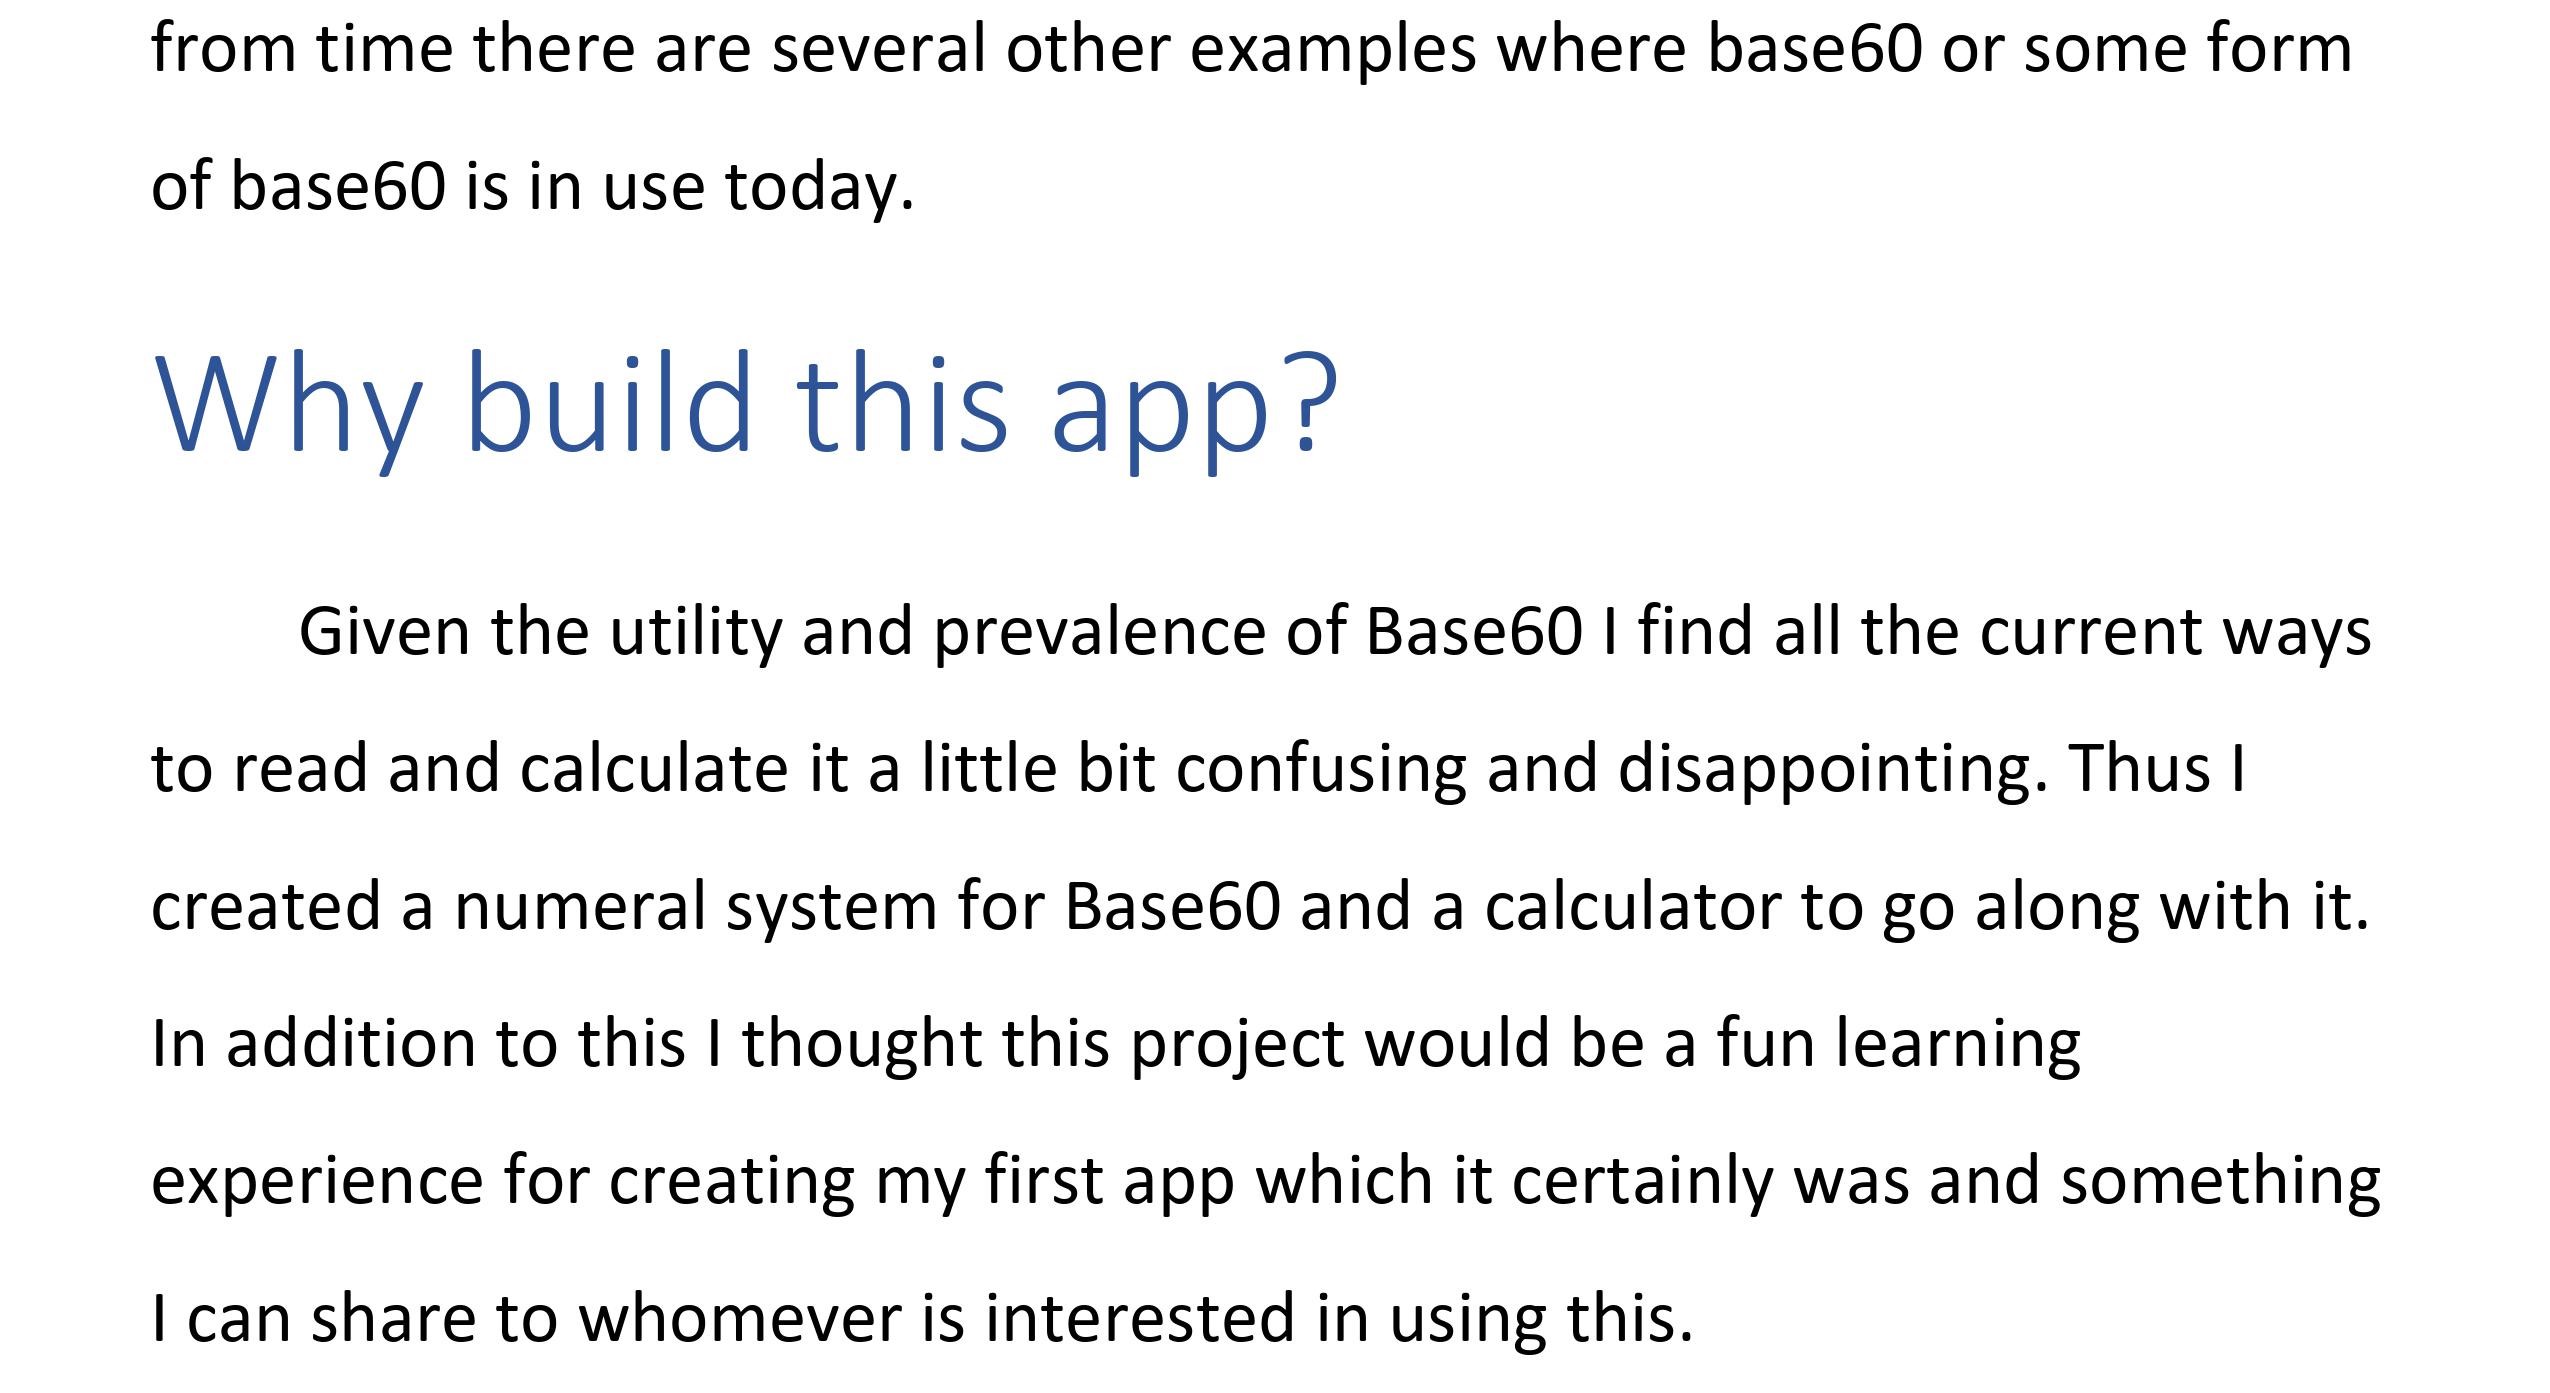 from time there are several other examples where base60 or some form
of base60 is in use today.
Why build this app?
Given the utility and prevalence of Base60 I find all the current ways
to read and calculate it a little bit confusing and disappointing. Thus I
created a numeral system for Base60 and a calculator to go along with it.
In addition to this I thought this project would be a fun learning
experience for creating my first app which it certainly was and something
I can share to whomever is interested in using this.